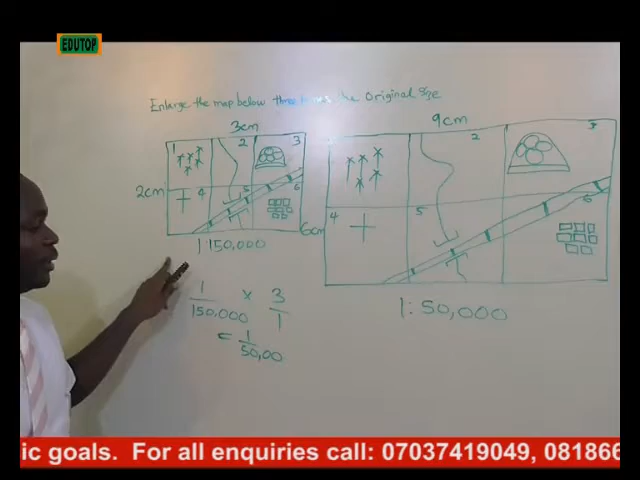 EDUTOP
Enlarge the map below three times the Original Size
3cm
9cm
1 2 3
2 3
2cm
4 5 6
6cm
4 5 6
1:150,000
1/150,000 × 3/1
= 1/50,00
1:50,000
ic goals. For all enquiries call: 07037419049, 081866